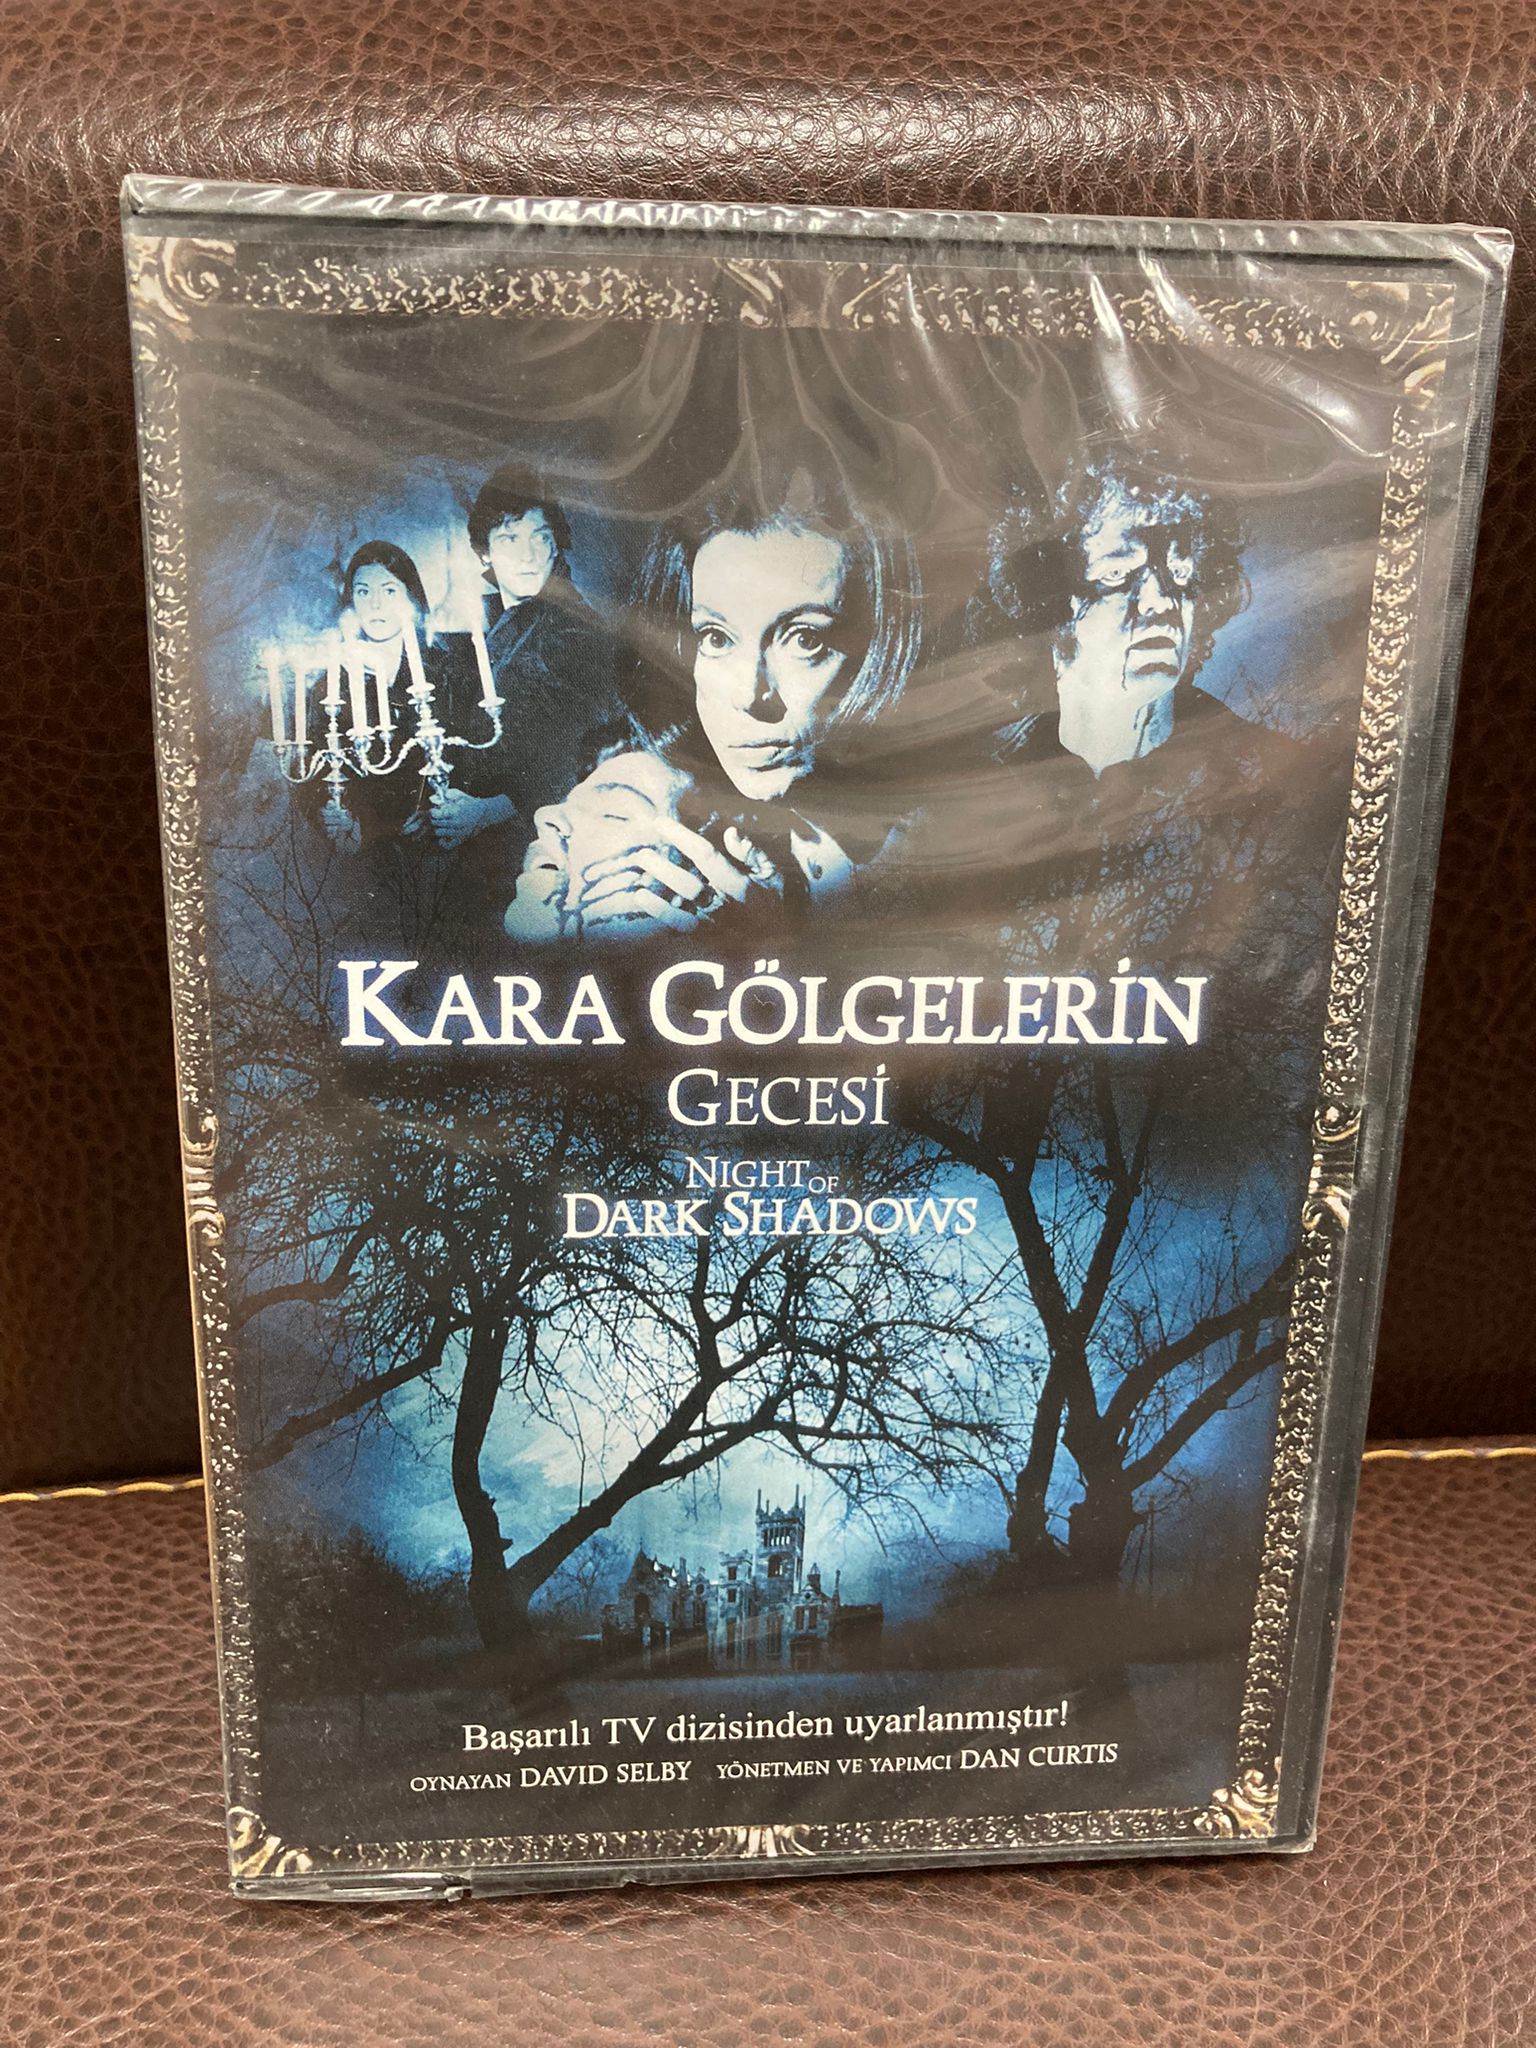 KARA GÖLGELERİN
GECESİ
NIGHT OF
DARK SHADOWS
Başarılı TV dizisinden uyarlanmıştır!
OYNAYAN DAVID SELBY YÖNETMEN VE YAPIMCI DAN CURTIS